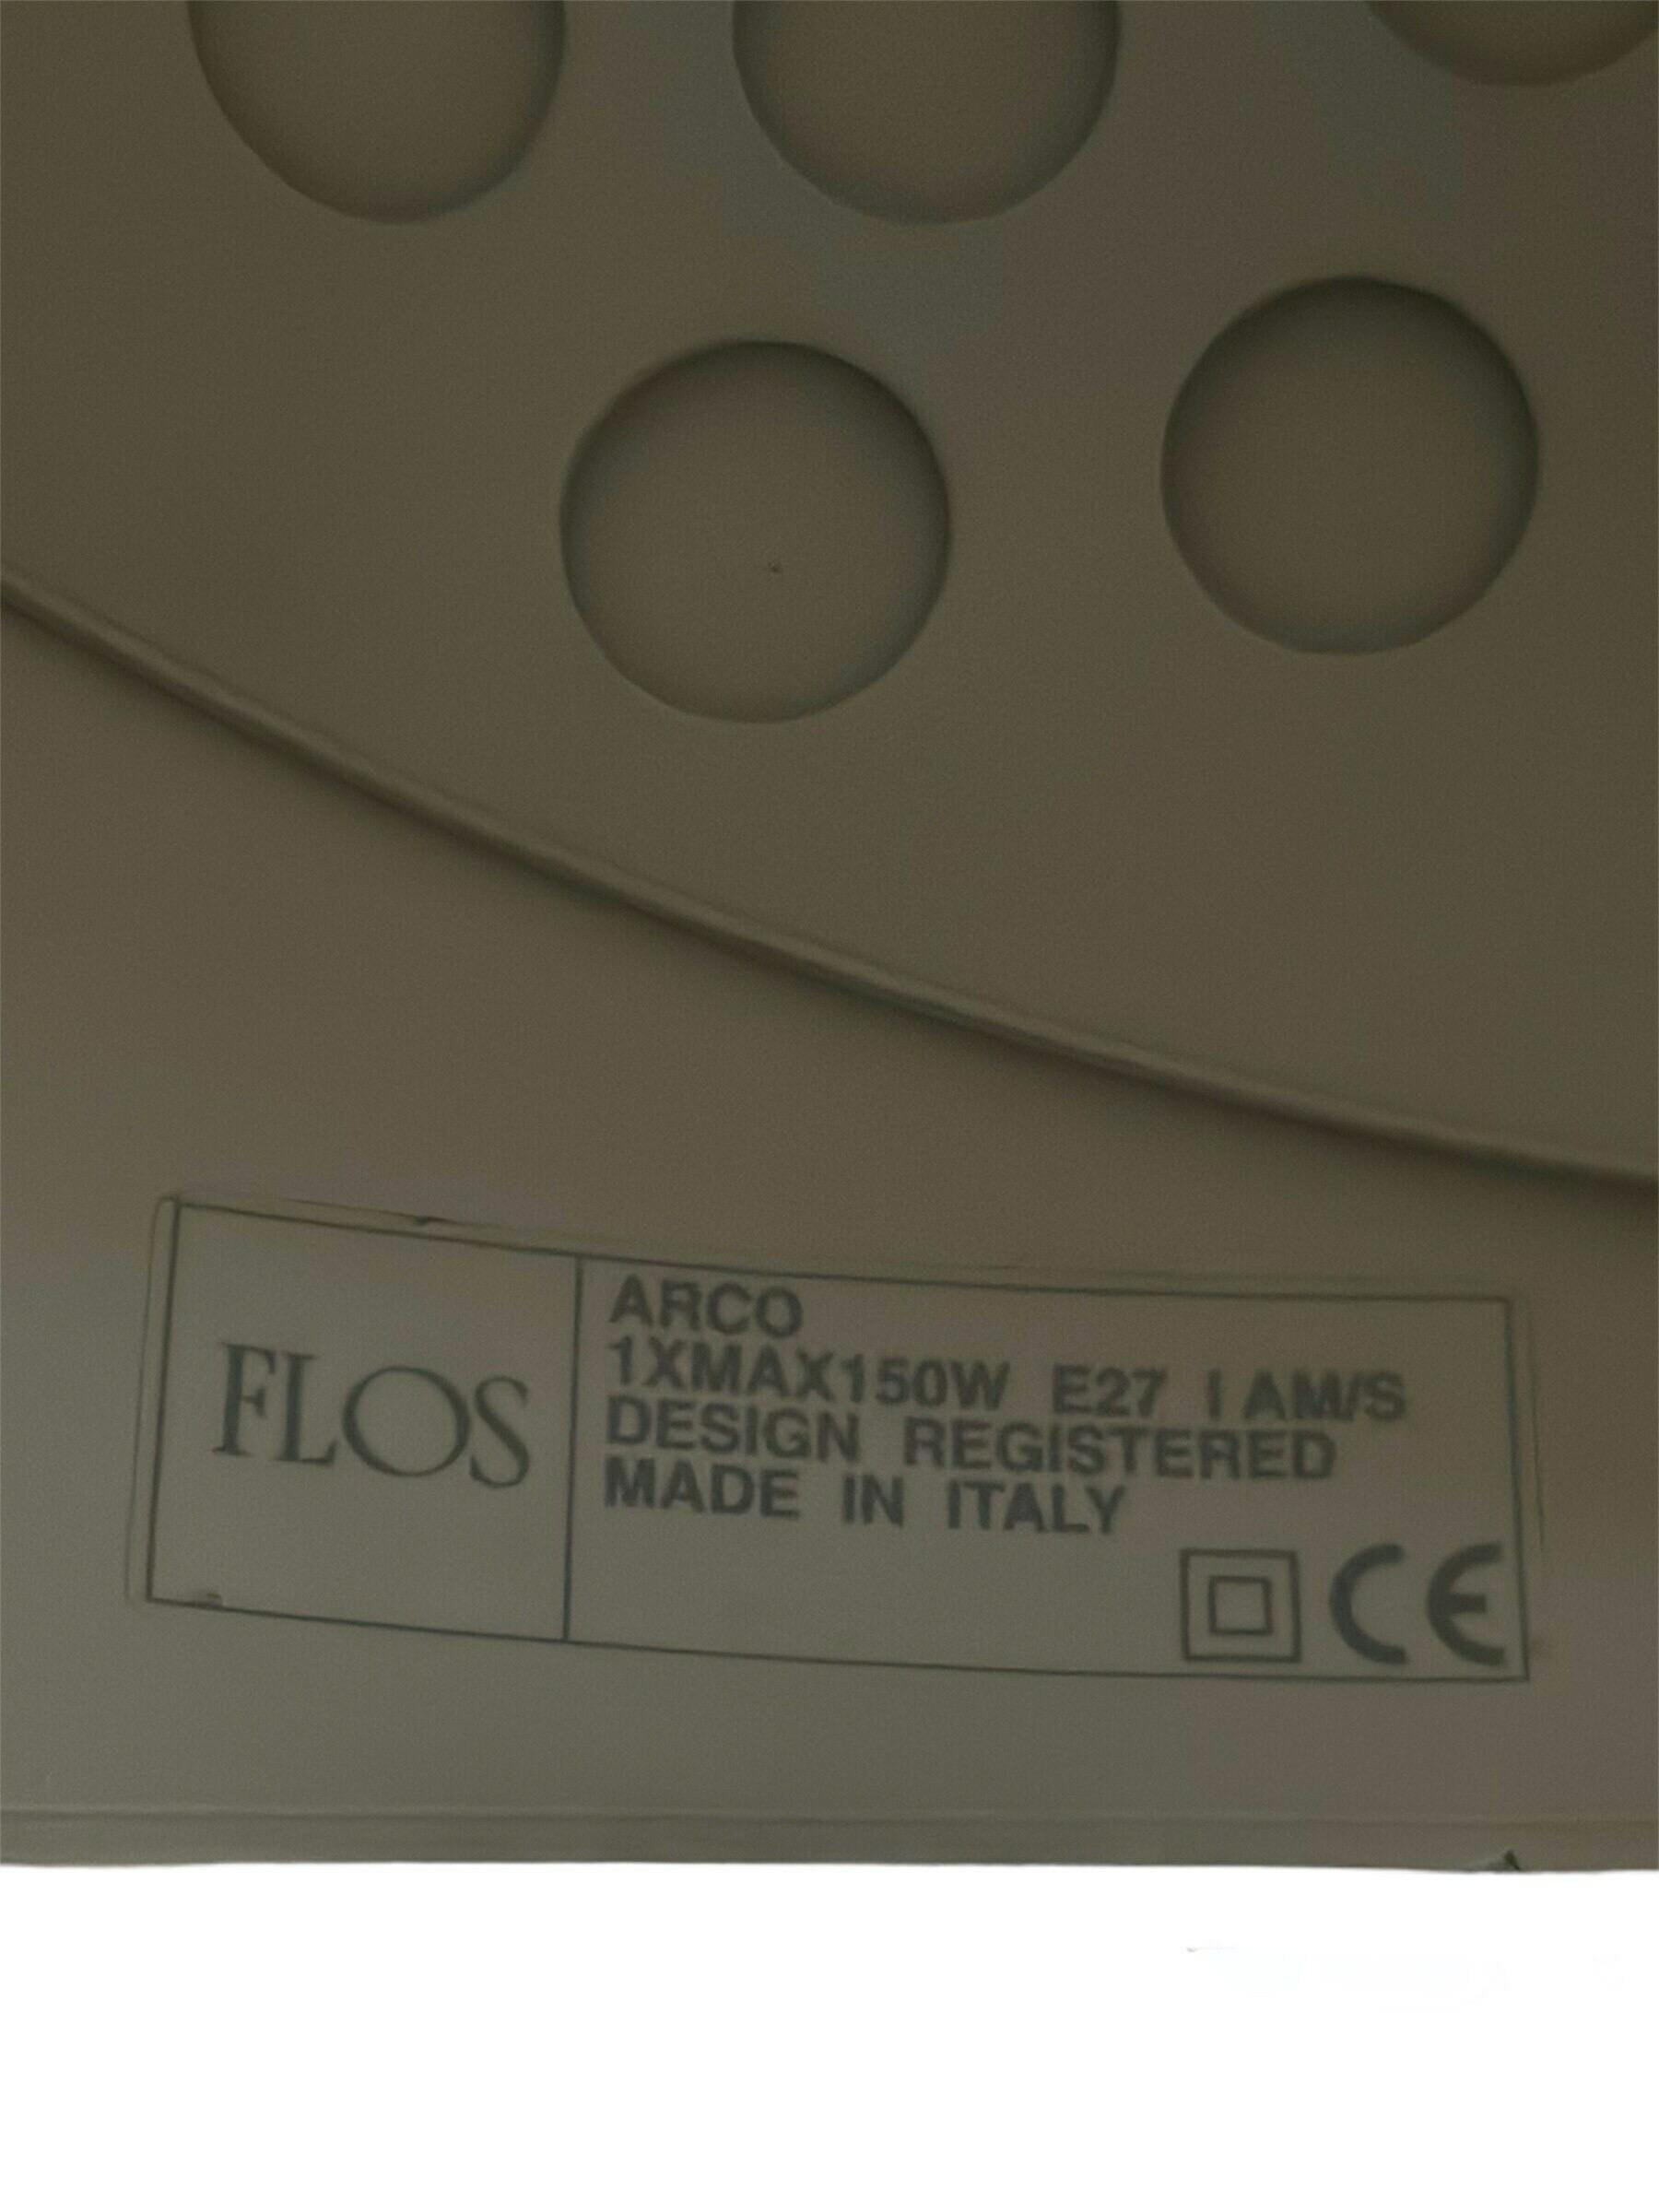 FLOS
ARCO
1XMAX150W E27 I AM/S
DESIGN REGISTERED
MADE IN ITALY
CE